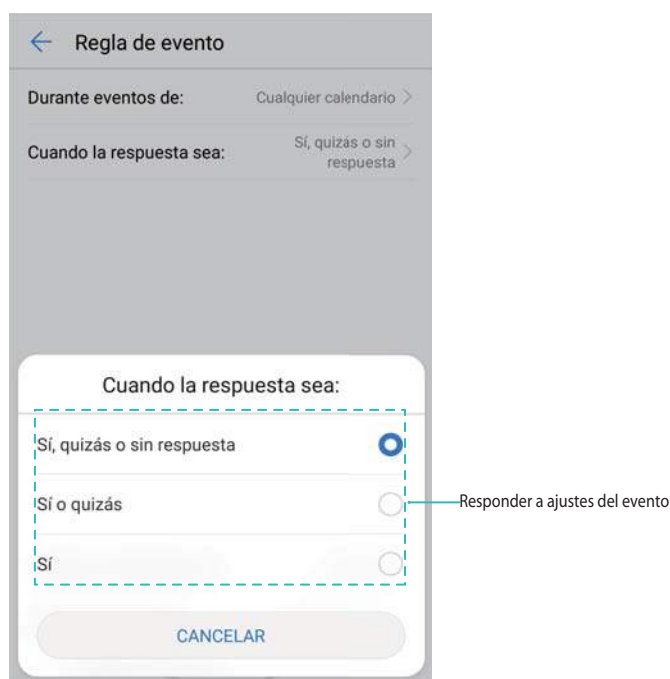 Regla de evento
Durante eventos de: Cualquier calendario
Cuando la respuesta sea: Sí, quizás o sin
respuesta
Cuando la respuesta sea:
Sí, quizás o sin respuesta
Sí o quizás
Responder a ajustes del evento
Sí
CANCELAR